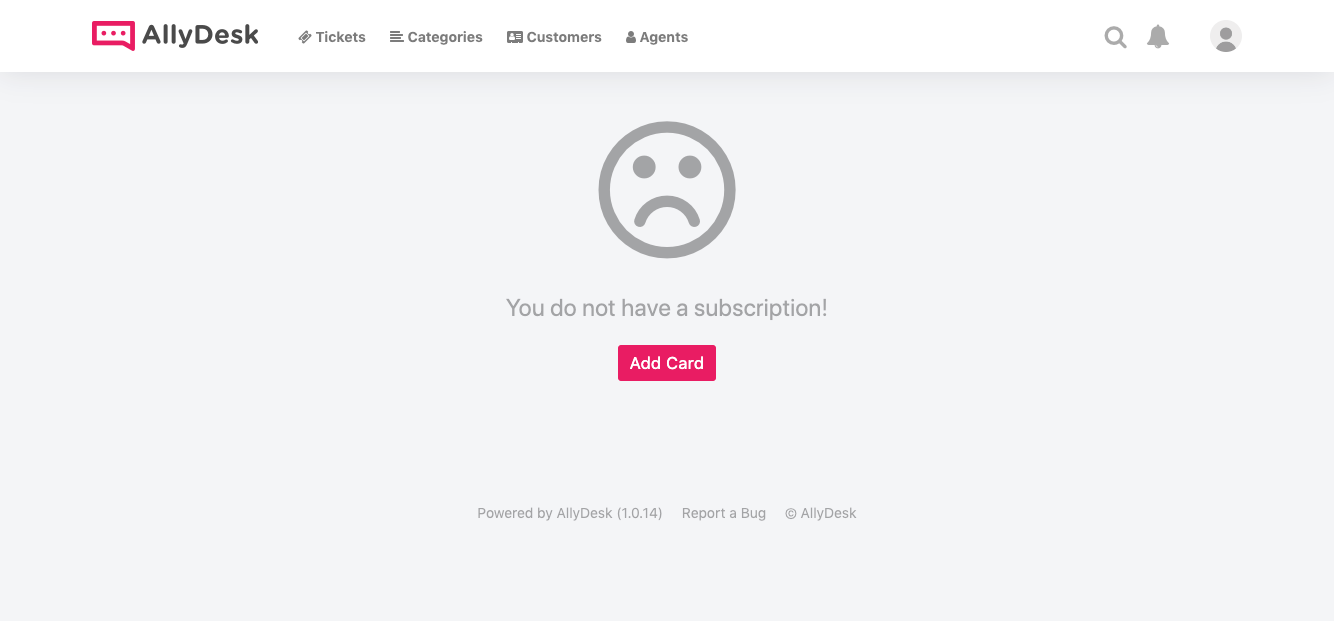 AllyDesk Tickets Categories Customers Agents
You do not have a subscription!
Add Card
Powered by AllyDesk (1.0.14) Report a Bug © AllyDesk